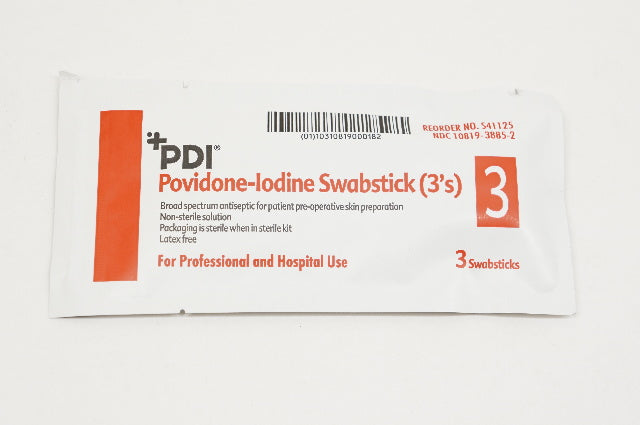 (01)10310819000182
REORDER NO. S41125
NDC 10819-3885-2
PDI®
Povidone-Iodine Swabstick (3's)
3
Broad spectrum antiseptic for patient pre-operative skin preparation
Non-sterile solution
Packaging is sterile when in sterile kit
Latex free
For Professional and Hospital Use
3 Swabsticks